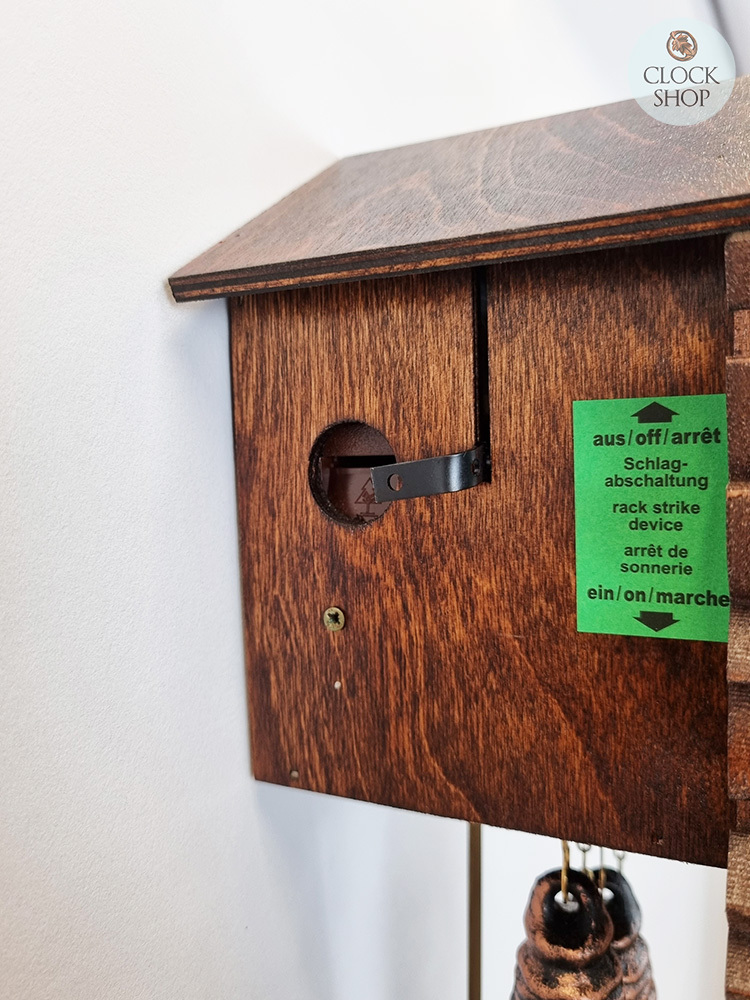 CLOCK
SHOP
aus/off/arrêt
Schlag-
abschaltung
rack strike
device
arrêt de
sonnerie
ein/on/marche